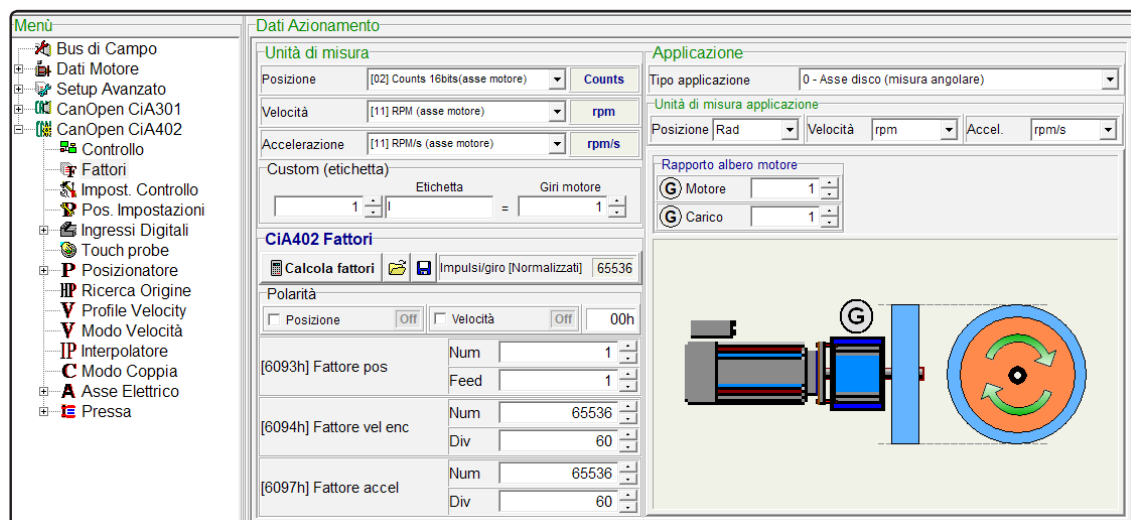 Menù
Bus di Campo
Dati Motore
Setup Avanzato
CanOpen CiA301
CanOpen CiA402
Controllo
Fattori
Impost. Controllo
Pos. Impostazioni
Ingressi Digitali
Touch probe
P Posizionatore
HP Ricerca Origine
V Profile Velocity
V Modo Velocità
IP Interpolatore
C Modo Coppia
A Asse Elettrico
Pressa
Dati Azionamento
Unità di misura
Posizione [02] Counts 16bits(asse motore) Counts
Velocità [11] RPM (asse motore) rpm
Accelerazione [11] RPM/s (asse motore) rpm/s
Custom (etichetta)
Etichetta Giri motore
1 l = 1
CiA402 Fattori
Calcola fattori Impulsi/giro [Normalizzati] 65536
Polarità
Posizione Off Velocità Off 00h
[6093h] Fattore pos
Num 1
Feed 1
[6094h] Fattore vel enc
Num 65536
Div 60
[6097h] Fattore accel
Num 65536
Div 60
Applicazione
Tipo applicazione 0 - Asse disco (misura angolare)
Unità di misura applicazione
Posizione Rad Velocità rpm Accel. rpm/s
Rapporto albero motore
G Motore 1
G Carico 1
G